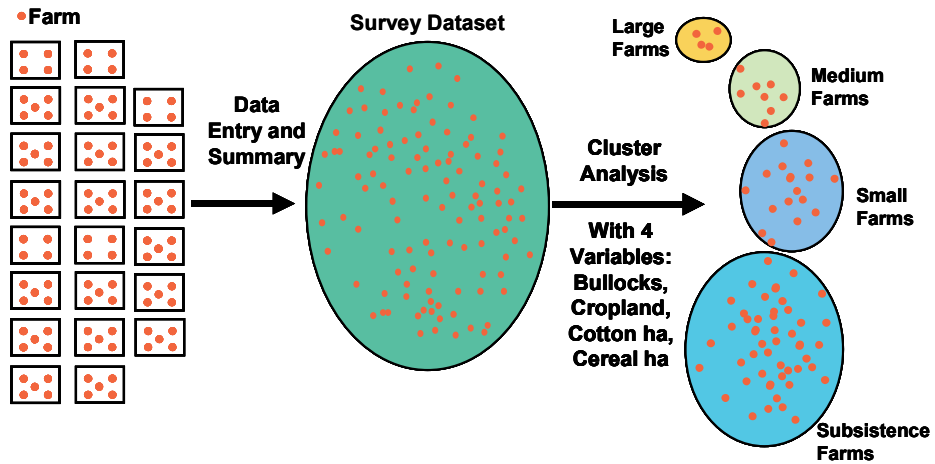 Farm
Survey Dataset
Data
Entry and
Summary
Cluster
Analysis
With 4
Variables:
Bullocks,
Cropland,
Cotton ha,
Cereal ha
Large
Farms
Medium
Farms
Small
Farms
Subsistence
Farms